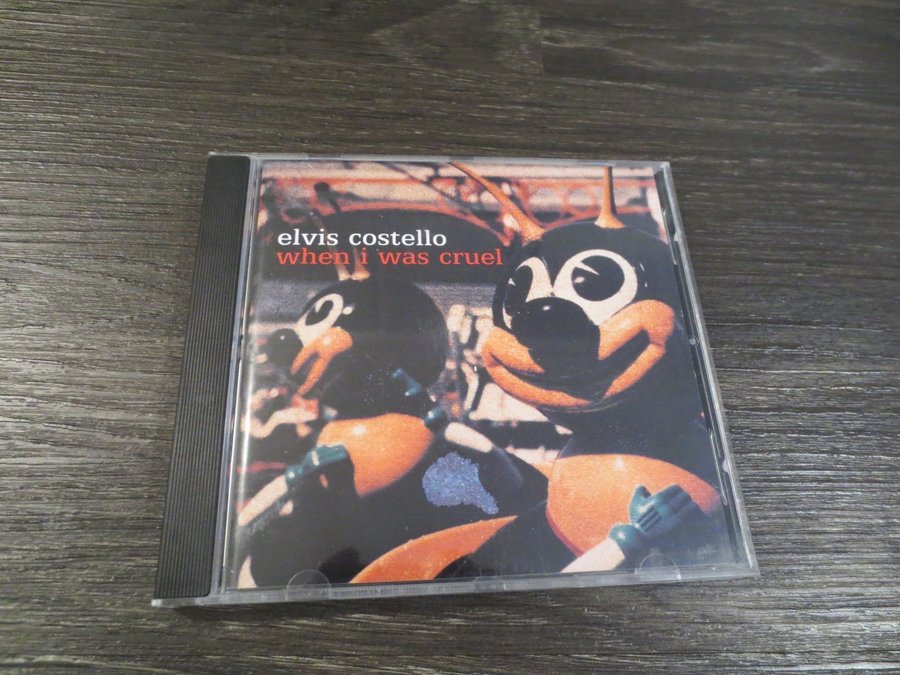 elvis costello
when i was cruel